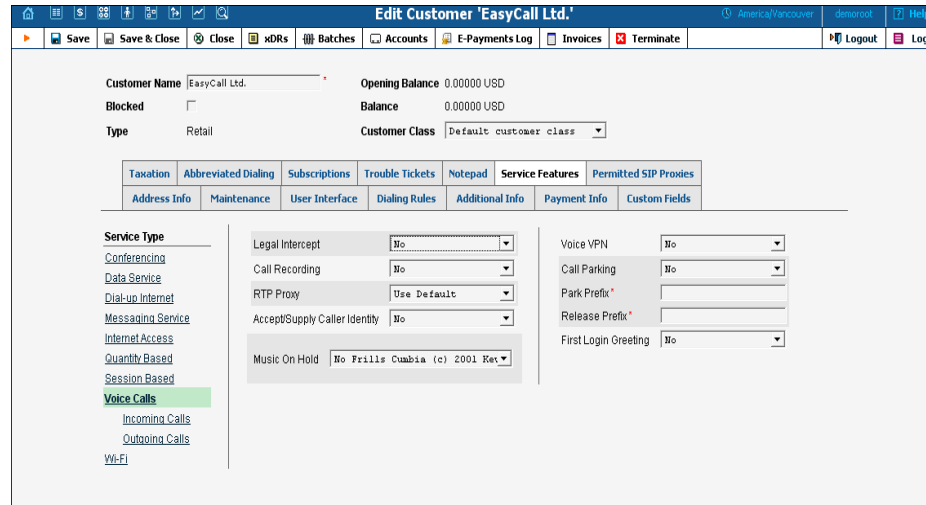 Edit Customer 'EasyCall Ltd.' America/Vancouver demoroot Help
Save Save & Close Close xDRs Batches Accounts E-Payments Log Invoices Terminate Logout Log
Customer Name EasyCall Ltd. * Opening Balance 0.00000 USD
Blocked Balance 0.00000 USD
Type Retail Customer Class Default customer class
Taxation Abbreviated Dialing Subscriptions Trouble Tickets Notepad Service Features Permitted SIP Proxies
Address Info Maintenance User Interface Dialing Rules Additional Info Payment Info Custom Fields
Service Type
Conferencing
Data Service
Dial-up Internet
Messaging Service
Internet Access
Quantity Based
Session Based
Voice Calls
Incoming Calls
Outgoing Calls
Wi-Fi
Legal Intercept No
Call Recording No
RTP Proxy Use Default
Accept/Supply Caller Identity No
Music On Hold No Frills Cumbia (c) 2001 Kev
Voice VPN No
Call Parking No
Park Prefix *
Release Prefix *
First Login Greeting No